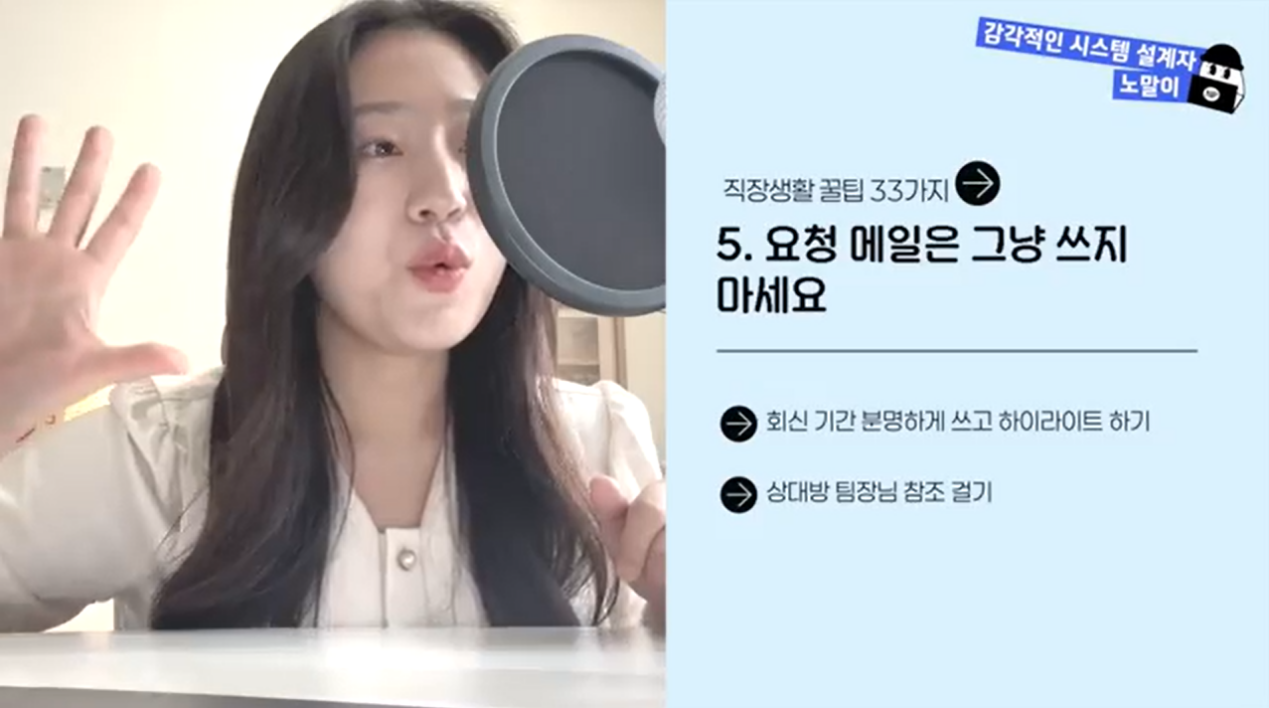 감각적인 시스템 설계자
노말이
직장생활 꿀팁 33가지
5. 요청 메일은 그냥 쓰지
마세요
회신 기간 분명하게 쓰고 하이라이트 하기
상대방 팀장님 참조 걸기